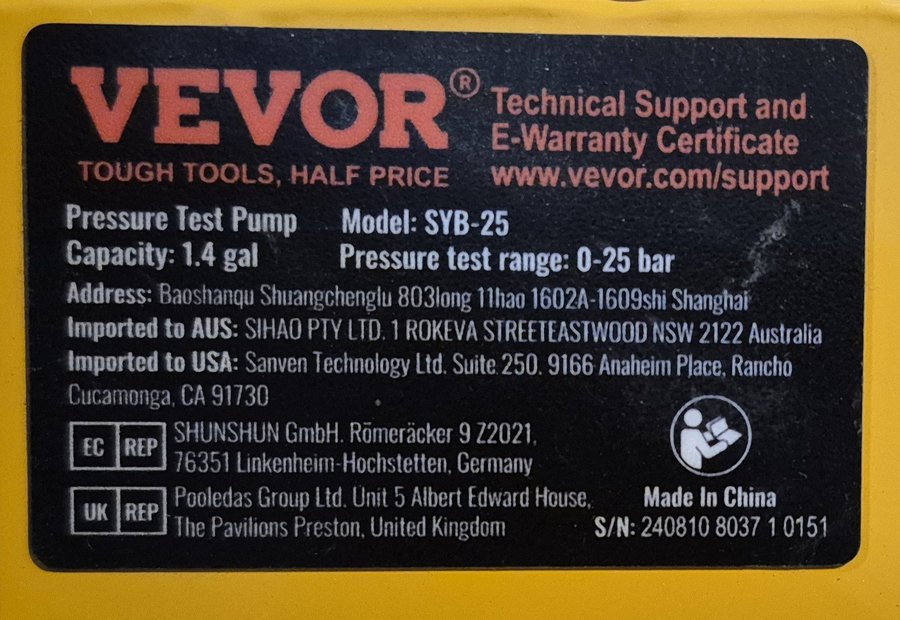 VEVOR®
TOUGH TOOLS, HALF PRICE
Technical Support and
E-Warranty Certificate
www.vevor.com/support
Pressure Test Pump Model: SYB-25
Capacity: 1.4 gal Pressure test range: 0-25 bar
Address: Baoshanqu Shuangchenglu 803long 11hao 1602A-1609shi Shanghai
Imported to AUS: SIHAO PTY LTD. 1 ROKEVA STREETEASTWOOD NSW 2122 Australia
Imported to USA: Sanven Technology Ltd. Suite 250. 9166 Anaheim Place, Rancho
Cucamonga, CA 91730
EC REP SHUNSHUN GmbH. Römeräcker 9 Z2021,
76351 Linkenheim-Hochstetten, Germany
UK REP Pooledas Group Ltd. Unit 5 Albert Edward House,
The Pavilions Preston, United Kingdom
Made In China
S/N: 240810 8037 1 0151